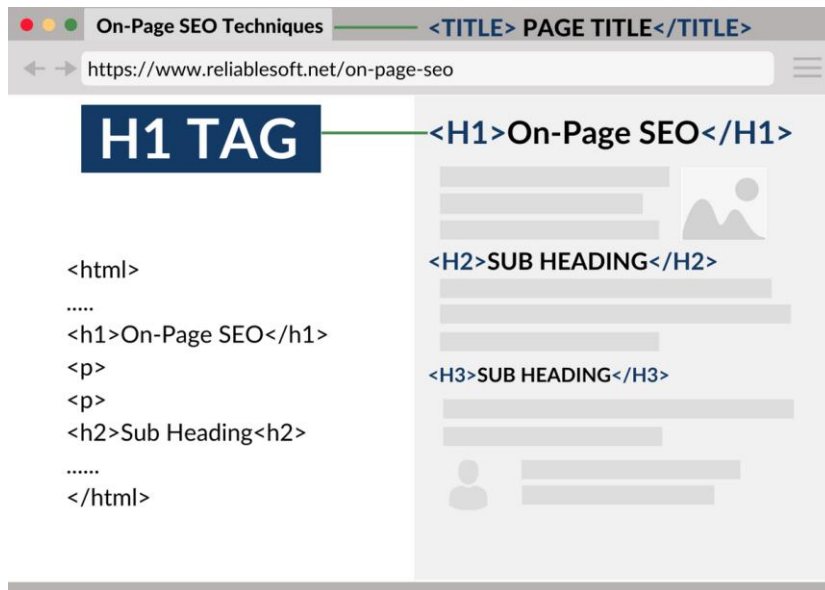 On-Page SEO Techniques
<TITLE> PAGE TITLE</TITLE>
https://www.reliablesoft.net/on-page-seo
H1 TAG
<html>
.....
<h1>On-Page SEO</h1>
<p>
<p>
<h2>Sub Heading<h2>
......
</html>
<H1>On-Page SEO</H1>
<H2>SUB HEADING</H2>
<H3>SUB HEADING</H3>